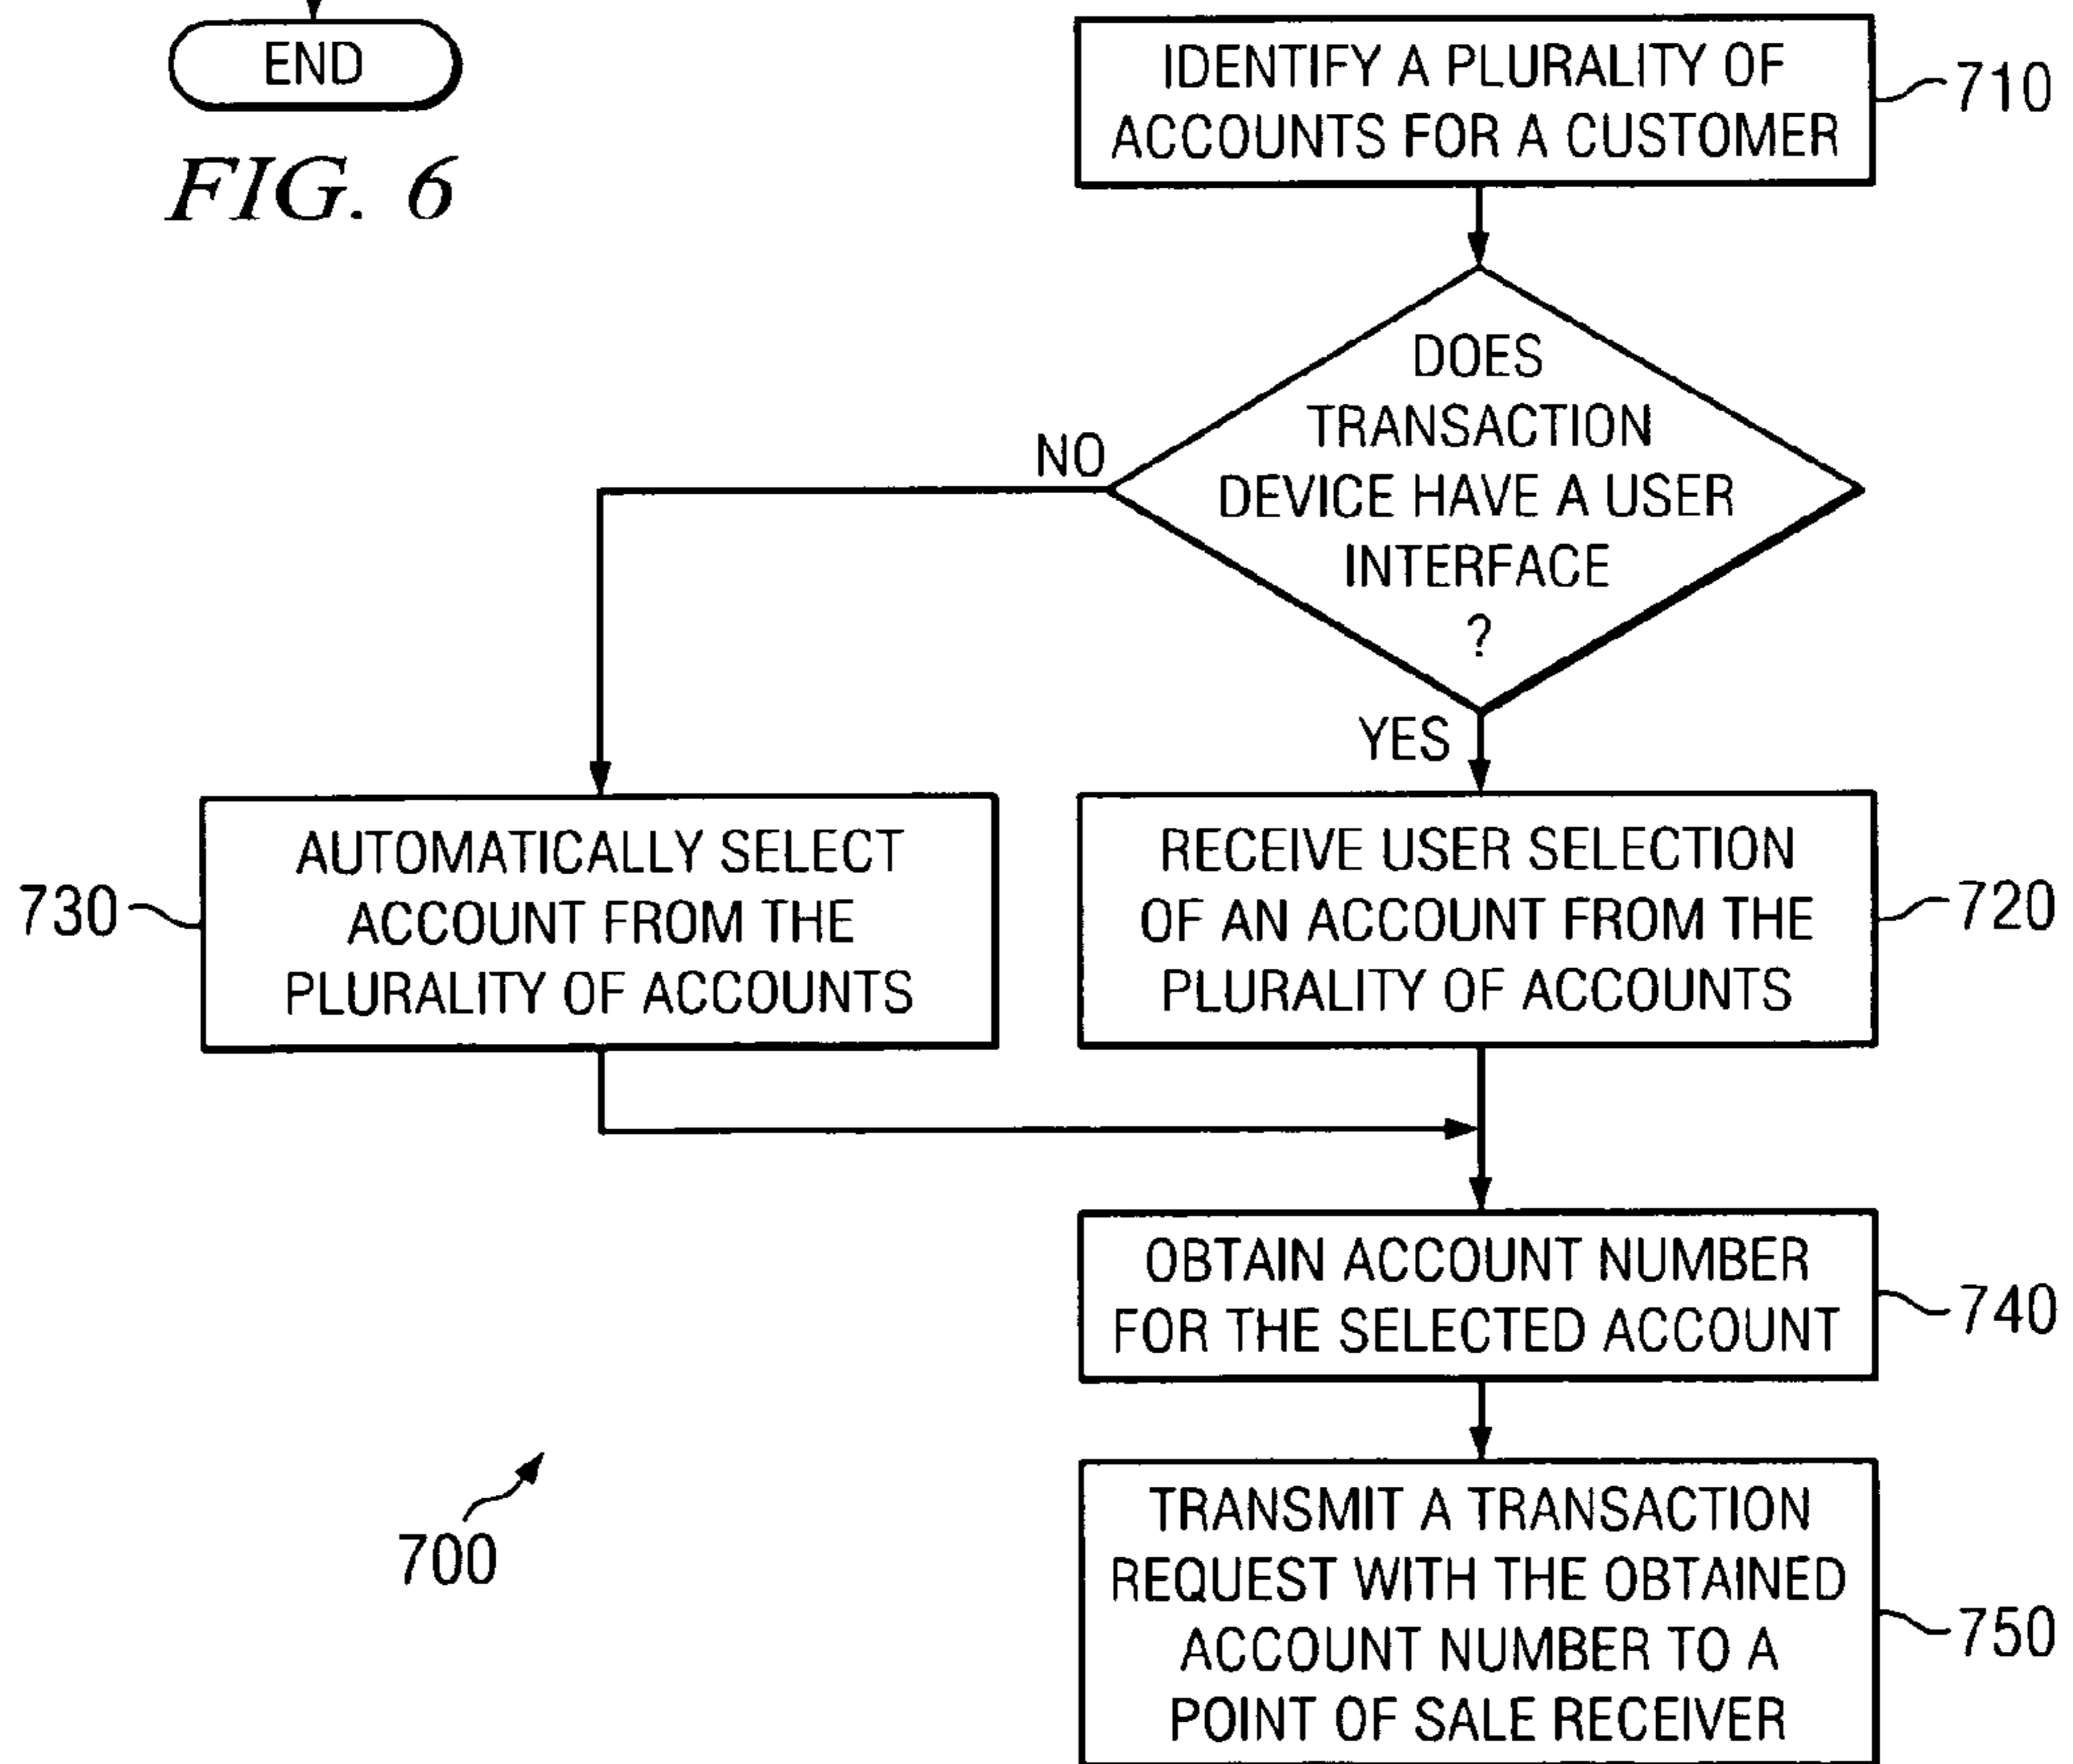 END
FIG. 6
IDENTIFY A PLURALITY OF
ACCOUNTS FOR A CUSTOMER
710
DOES
TRANSACTION
DEVICE HAVE A USER
INTERFACE
?
NO
YES
730
AUTOMATICALLY SELECT
ACCOUNT FROM THE
PLURALITY OF ACCOUNTS
RECEIVE USER SELECTION
OF AN ACCOUNT FROM THE
PLURALITY OF ACCOUNTS
720
OBTAIN ACCOUNT NUMBER
FOR THE SELECTED ACCOUNT
740
700
TRANSMIT A TRANSACTION
REQUEST WITH THE OBTAINED
ACCOUNT NUMBER TO A
POINT OF SALE RECEIVER
750